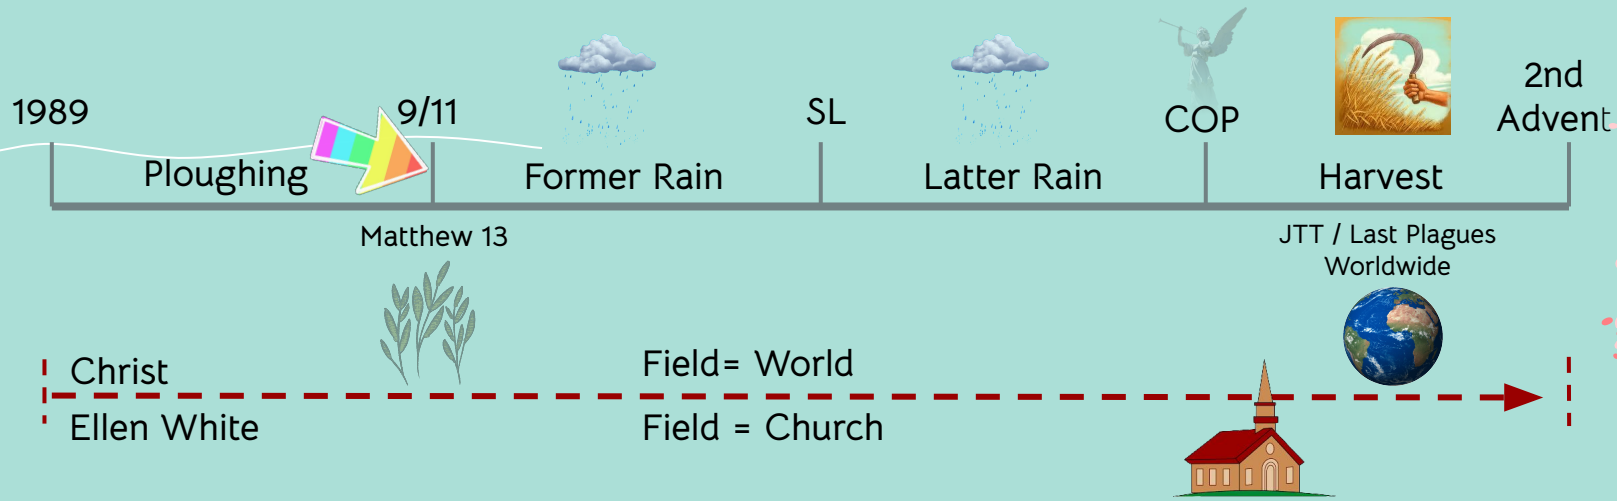 1989
9/11
SL
COP
2nd
Advent
Ploughing
Former Rain
Latter Rain
Harvest
Matthew 13
JTT / Last Plagues
Worldwide
Christ
Field= World
Ellen White
Field = Church